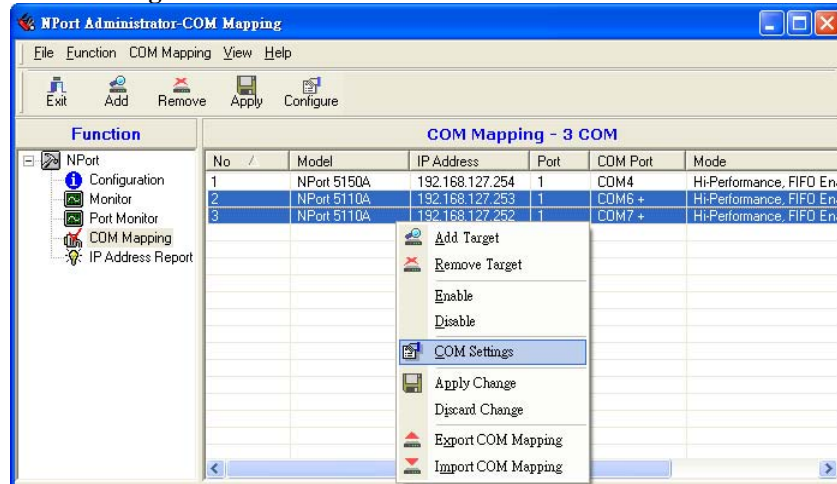 NPort Administrator-COM Mapping
File Function COM Mapping View Help
Exit Add Remove Apply Configure
Function
COM Mapping - 3 COM
NPort
Configuration
Monitor
Port Monitor
COM Mapping
IP Address Report
No Model IP Address Port COM Port Mode
1 NPort 5150A 192.168.127.254 1 COM4 Hi-Performance, FIFO En
2 NPort 5110A 192.168.127.253 1 COM6 + Hi-Performance, FIFO En
3 NPort 5110A 192.168.127.252 1 COM7 + Hi-Performance, FIFO En
Add Target
Remove Target
Enable
Disable
COM Settings
Apply Change
Discard Change
Export COM Mapping
Import COM Mapping